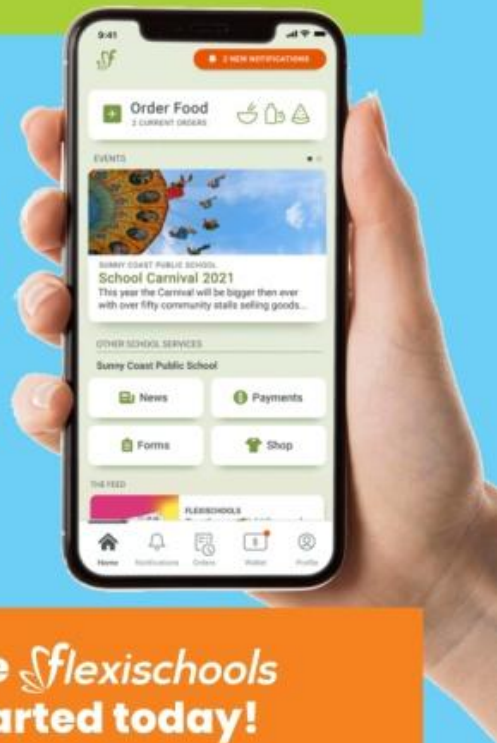 9:41
2 NEW NOTIFICATIONS
Order Food
2 CURRENT ORDERS
EVENTS
SUNNY COAST PUBLIC SCHOOL
School Carnival 2021
This year the Carnival will be bigger then ever
with over fifty community stalls selling goods...
OTHER SCHOOL SERVICES
Sunny Coast Public School
News
Payments
Forms
Shop
THE FEED
FLEXISCHOOLS
Home
Notifications
Orders
Wallet
Profile
e flexischools
arted today!